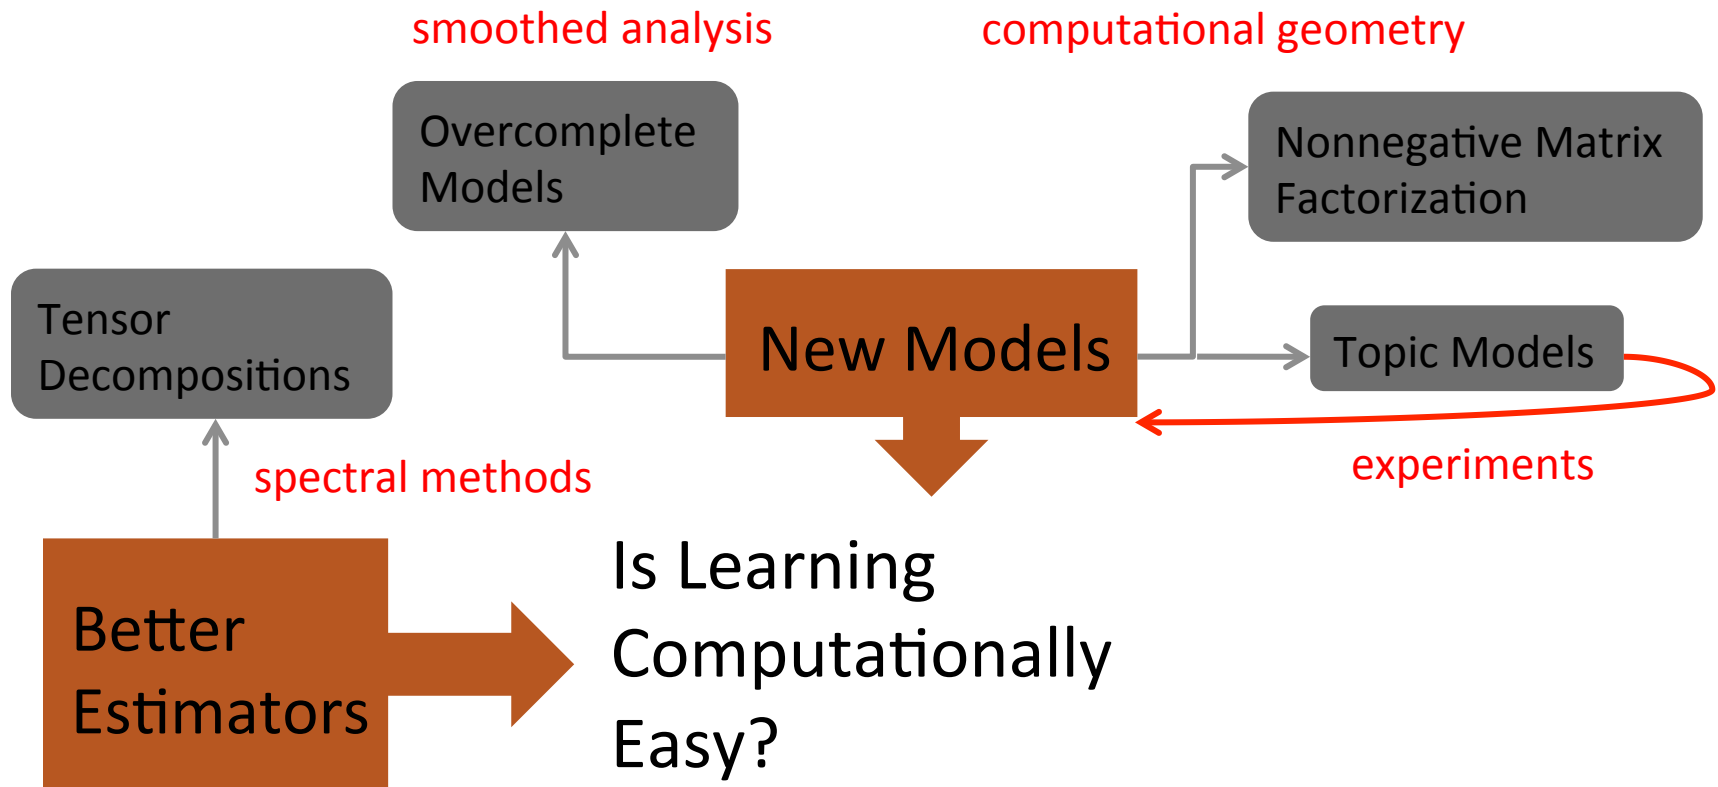 smoothed analysis
computational geometry
Overcomplete
Models
Nonnegative Matrix
Factorization
Tensor
Decompositions
New Models
Topic Models
spectral methods
experiments
Better
Estimators
Is Learning
Computationally
Easy?